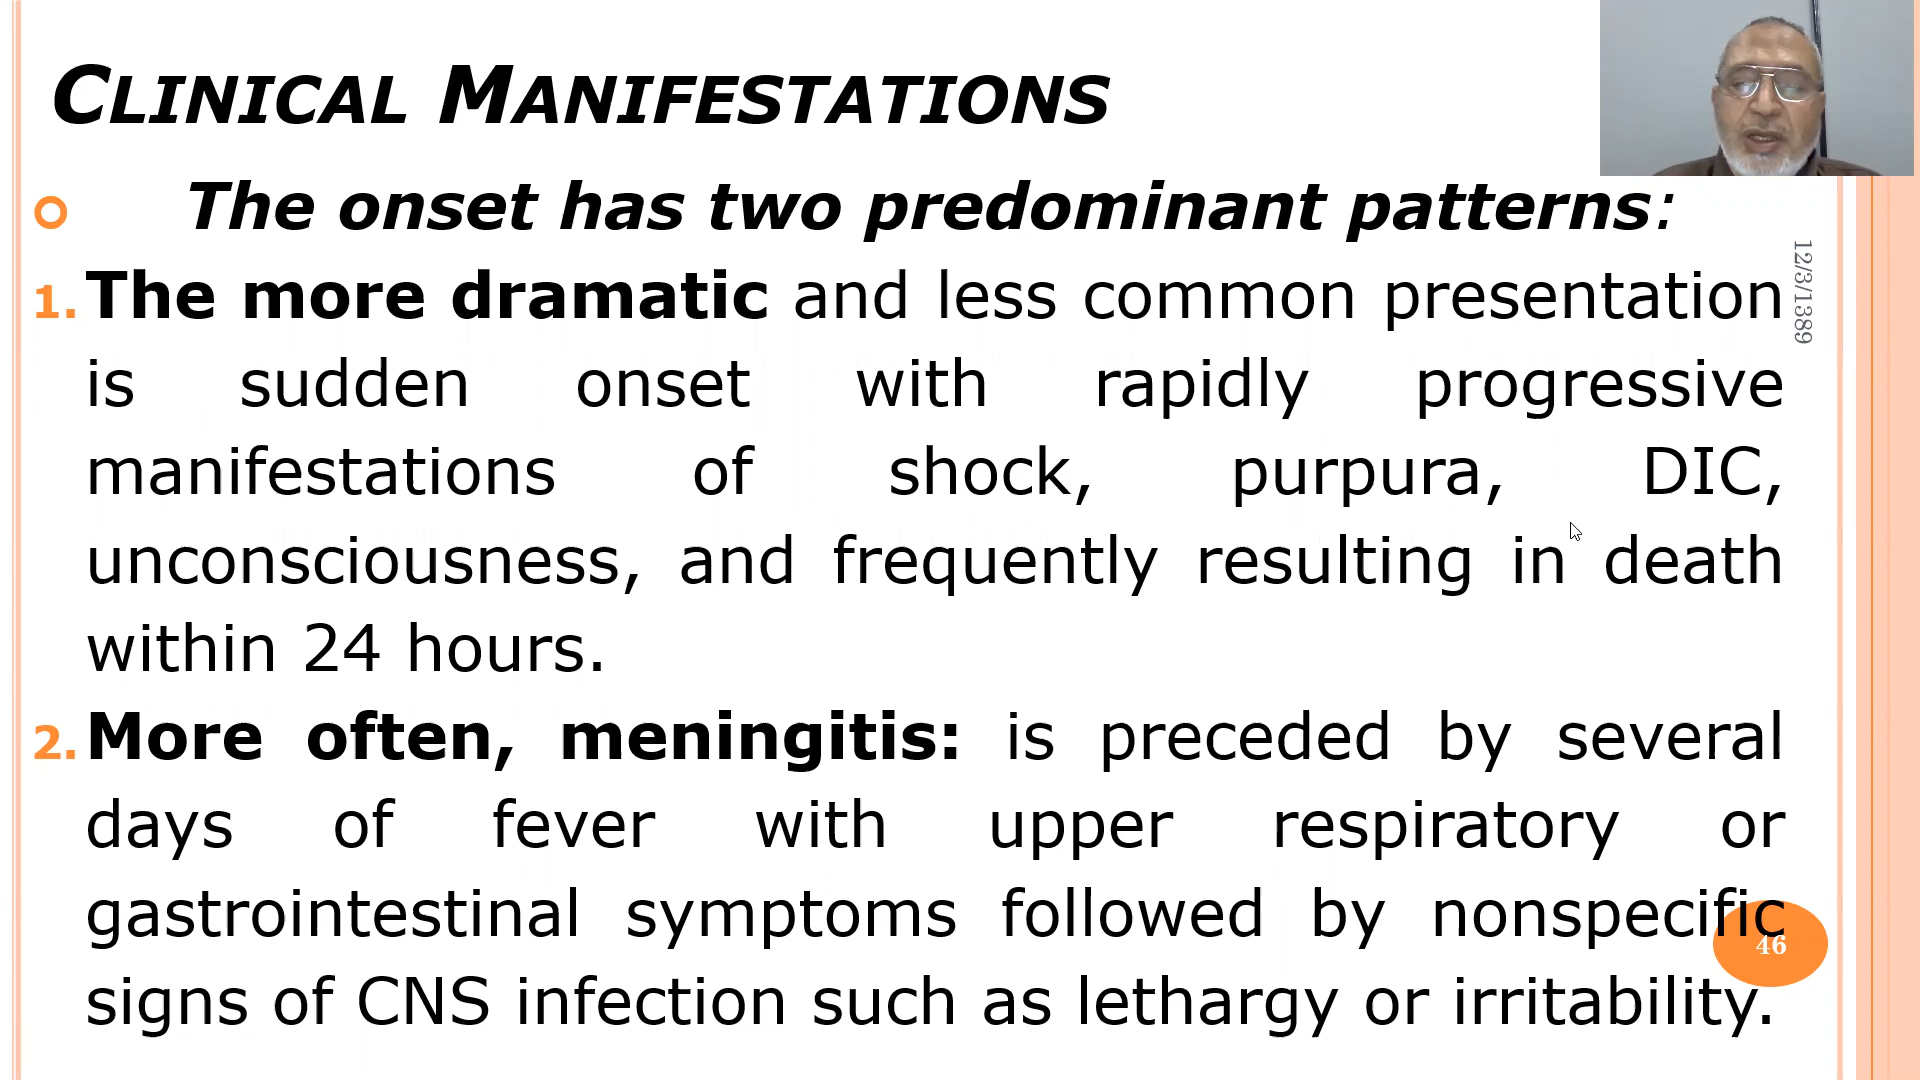 CLINICAL MANIFESTATIONS
The onset has two predominant patterns:
1. The more dramatic and less common presentation
is sudden onset with rapidly progressive
manifestations of shock, purpura, DIC,
unconsciousness, and frequently resulting in death
within 24 hours.
2. More often, meningitis: is preceded by several
days of fever with upper respiratory or
gastrointestinal symptoms followed by nonspecific
signs of CNS infection such as lethargy or irritability.
12/3/1389
46